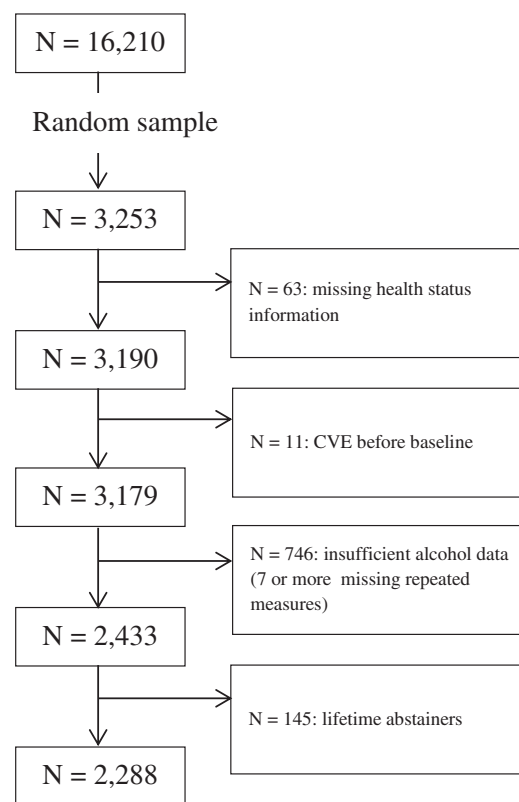 N = 16,210
Random sample
N = 3,253
N = 63: missing health status
information
N = 3,190
N = 11: CVE before baseline
N = 3,179
N = 746: insufficient alcohol data
(7 or more missing repeated
measures)
N = 2,433
N = 145: lifetime abstainers
N = 2,288